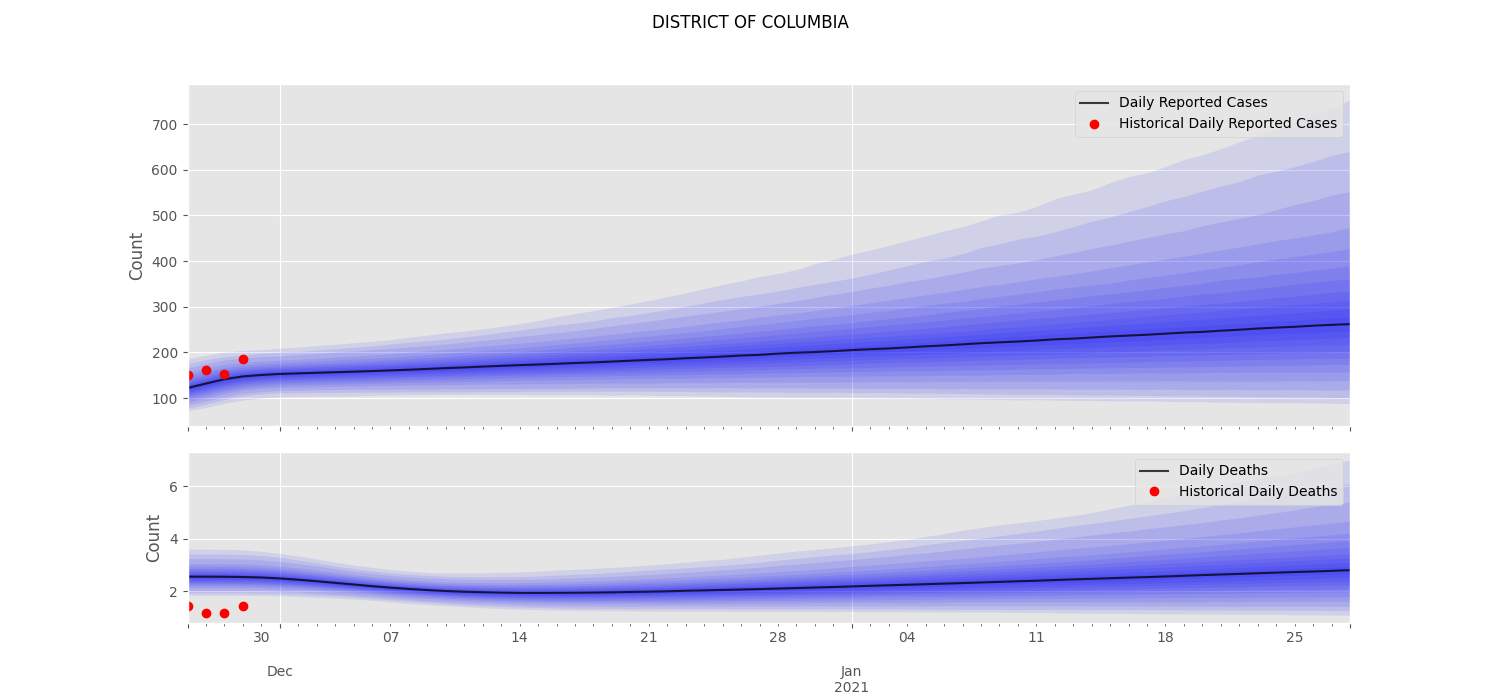 DISTRICT OF COLUMBIA
Daily Reported Cases
Historical Daily Reported Cases
700
600
500
400
300
200
100
Count
Daily Deaths
Historical Daily Deaths
6
4
2
Count
30 07 14 21 28 04 11 18 25
Dec Jan
2021